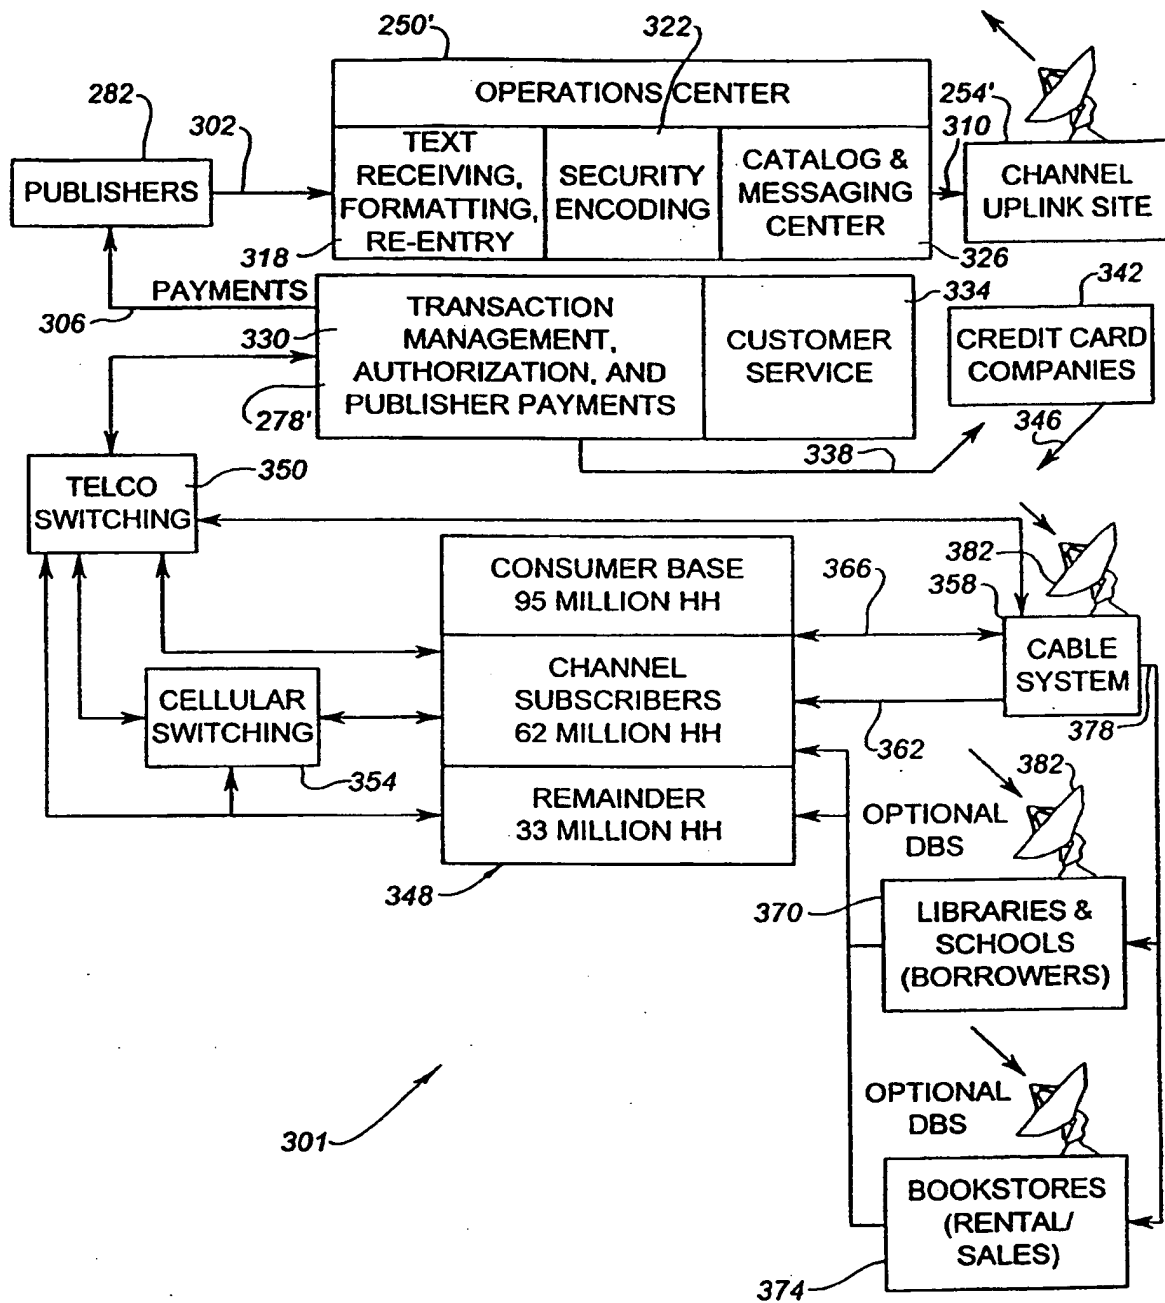 322
250'
OPERATIONS CENTER
282
302
254'
310
PUBLISHERS
TEXT
RECEIVING,
FORMATTING,
RE-ENTRY
318
SECURITY
ENCODING
CATALOG &
MESSAGING
CENTER
326
CHANNEL
UPLINK SITE
PAYMENTS
306
330
TRANSACTION
MANAGEMENT,
AUTHORIZATION, AND
PUBLISHER PAYMENTS
278'
334
CUSTOMER
SERVICE
342
CREDIT CARD
COMPANIES
346
338
350
TELCO
SWITCHING
CONSUMER BASE
95 MILLION HH
366
382
358
CHANNEL
SUBSCRIBERS
62 MILLION HH
CABLE
SYSTEM
378
362
CELLULAR
SWITCHING
354
REMAINDER
33 MILLION HH
348
382
OPTIONAL
DBS
370
LIBRARIES &
SCHOOLS
(BORROWERS)
301
OPTIONAL
DBS
BOOKSTORES
(RENTAL/
SALES)
374